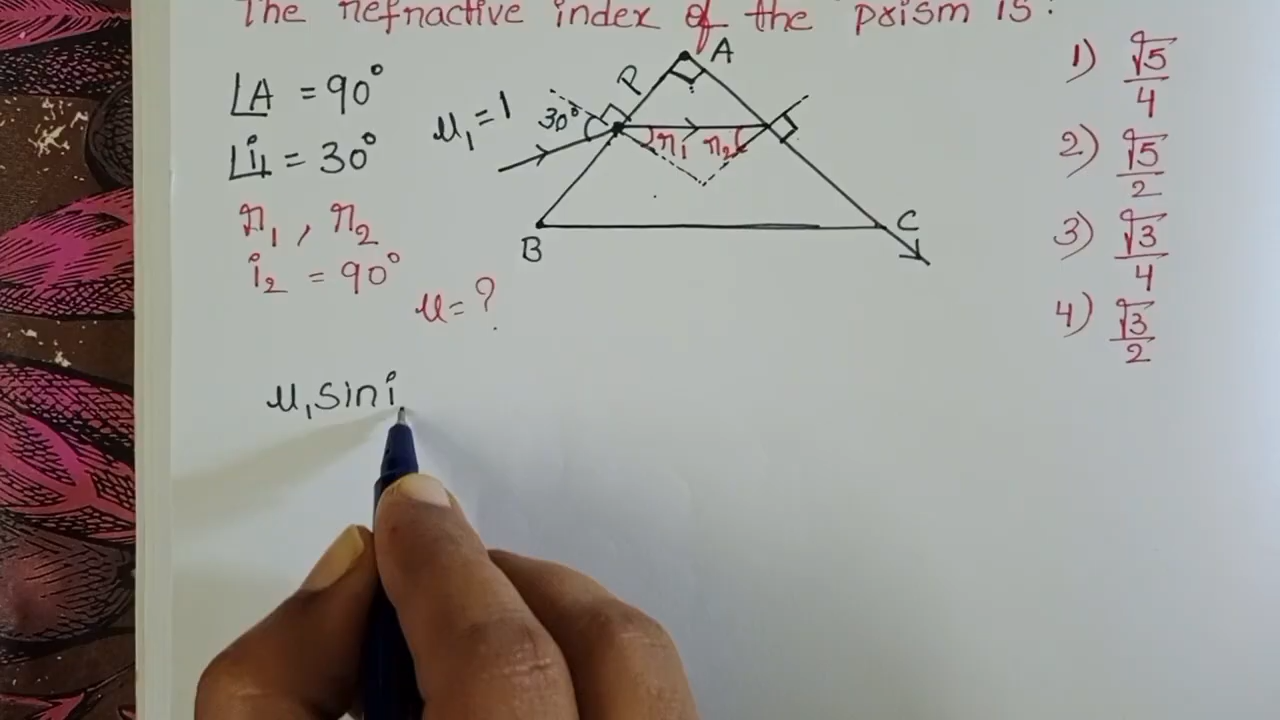 The refractive index of the prism is:
∟A = 90°
∟i₁ = 30°
r₁, r₂
i₂ = 90°
μ = ?
μ₁ = 1
30°
P
A
r₁ r₂
B
C
1) √5/4
2) √5/2
3) √3/4
4) √3/2
μ₁ sin i